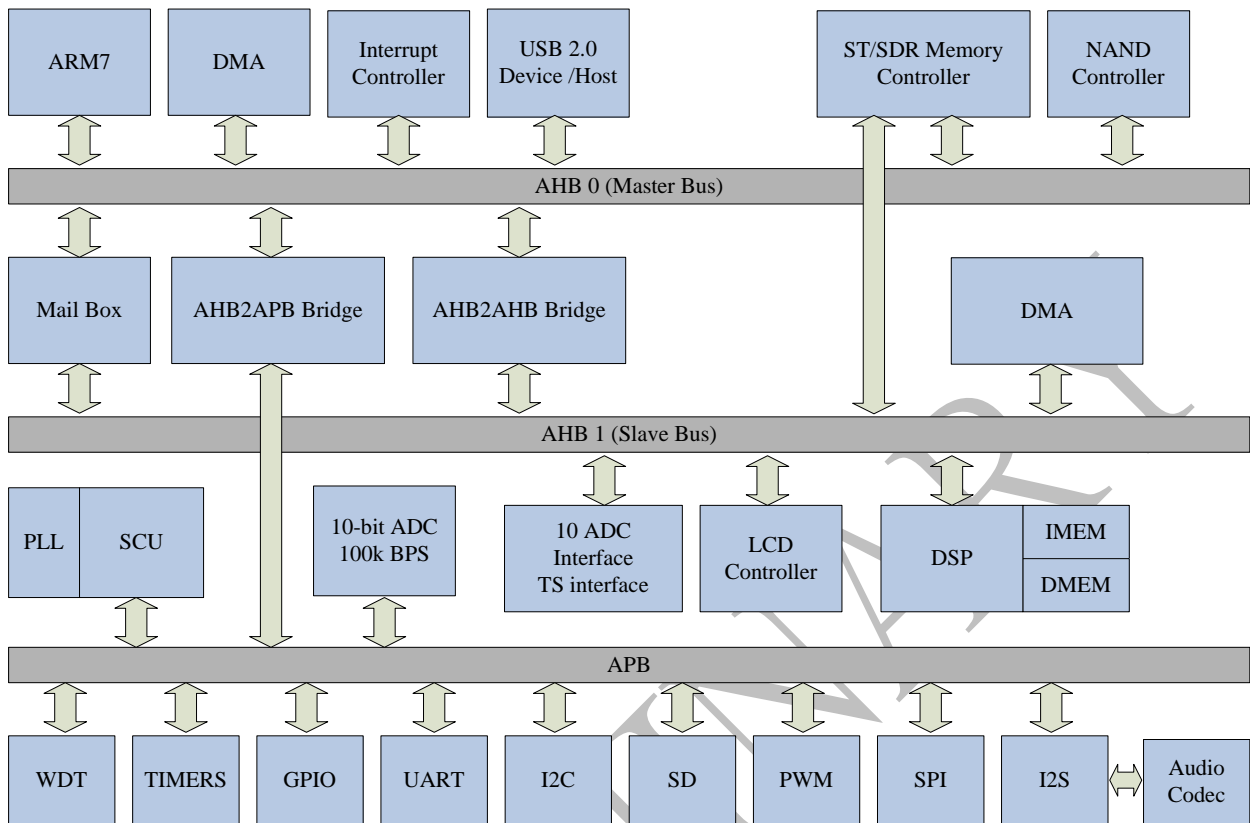 ARM7
DMA
Interrupt
Controller
USB 2.0
Device /Host
ST/SDR Memory
Controller
NAND
Controller
AHB 0 (Master Bus)
Mail Box
AHB2APB Bridge
AHB2AHB Bridge
DMA
AHB 1 (Slave Bus)
PLL
SCU
10-bit ADC
100k BPS
10 ADC
Interface
TS interface
LCD
Controller
DSP
IMEM
DMEM
APB
WDT
TIMERS
GPIO
UART
I2C
SD
PWM
SPI
I2S
Audio
Codec